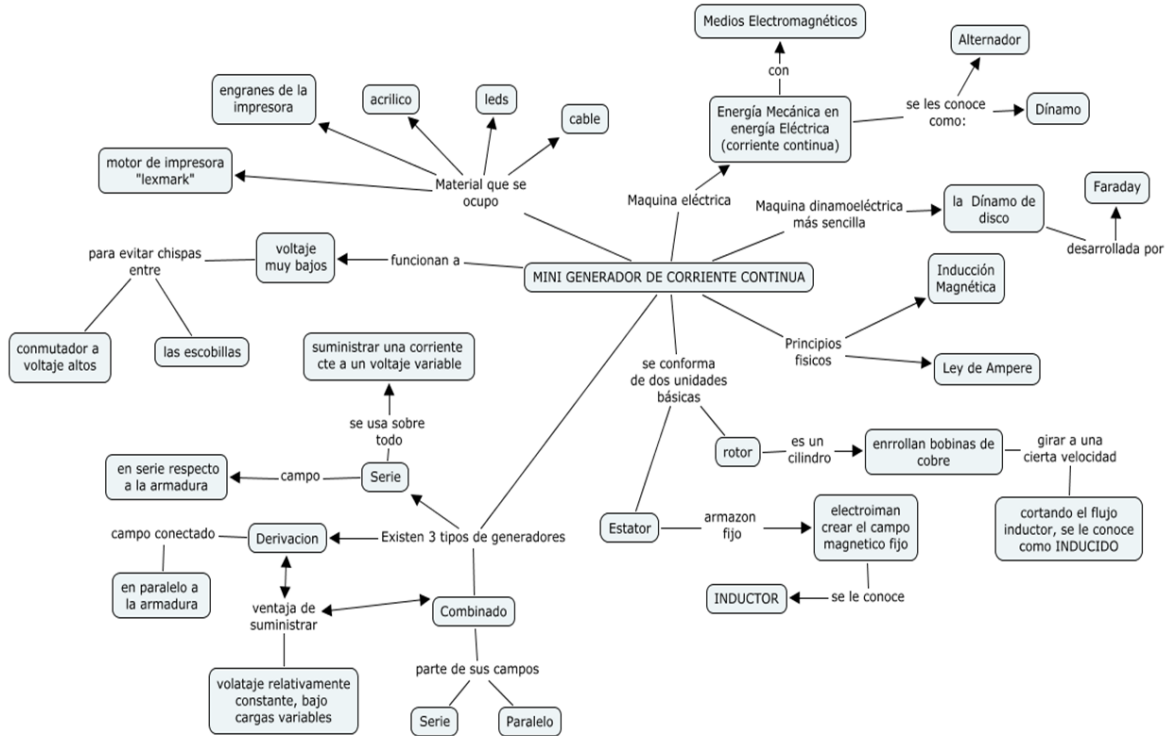 Medios Electromagnéticos
con
Energía Mecánica en
energía Eléctrica
(corriente continua)
se les conoce
como:
Alternador
Dínamo
Maquina eléctrica
engranes de la
impresora
acrilico
leds
cable
motor de impresora
"lexmark"
Material que se
ocupo
Maquina dinamoeléctrica
más sencilla
la Dínamo de
disco
Faraday
desarrollada por
MINI GENERADOR DE CORRIENTE CONTINUA
funcionan a
voltaje
muy bajos
para evitar chispas
entre
conmutador a
voltaje altos
las escobillas
Principios
fisicos
Inducción
Magnética
Ley de Ampere
se conforma
de dos unidades
básicas
rotor
es un
cilindro
enrrollan bobinas de
cobre
girar a una
cierta velocidad
cortando el flujo
inductor, se le conoce
como INDUCIDO
Estator
armazon
fijo
electroiman
crear el campo
magnetico fijo
se le conoce
INDUCTOR
Existen 3 tipos de generadores
Serie
se usa sobre
todo
suministrar una corriente
cte a un voltaje variable
campo
en serie respecto
a la armadura
Derivacion
campo conectado
en paralelo a
la armadura
ventaja de
suministrar
volataje relativamente
constante, bajo
cargas variables
Combinado
parte de sus campos
Serie
Paralelo